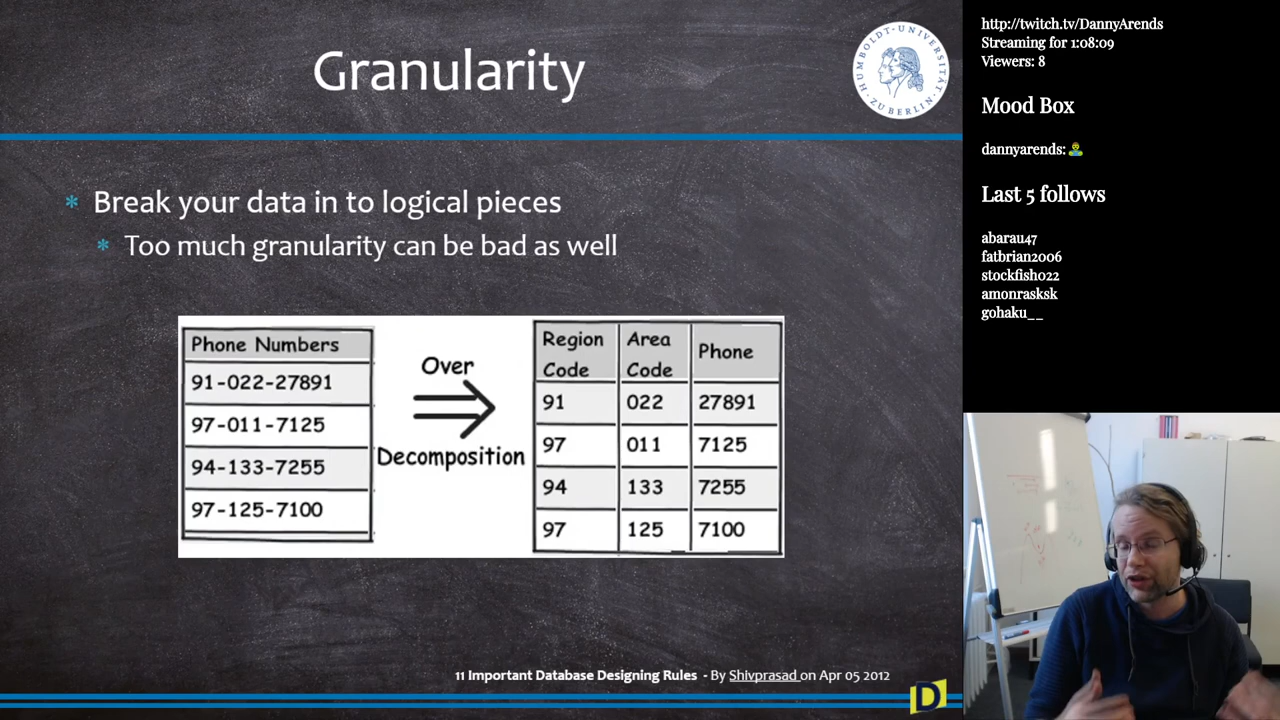 Granularity
HUMBOLDT-UNIVERSITÄT
ZU BERLIN
Break your data in to logical pieces
Too much granularity can be bad as well
Phone Numbers
91-022-27891
97-011-7125
94-133-7255
97-125-7100
Over
Decomposition
Region Code Area Code Phone
91 022 27891
97 011 7125
94 133 7255
97 125 7100
11 Important Database Designing Rules - By Shivprasad on Apr 05 2012
D
http://twitch.tv/DannyArends
Streaming for 1:08:09
Viewers: 8
Mood Box
dannyarends:
Last 5 follows
abarau47
fatbrian2006
stockfish022
amonrasksk
gohaku__